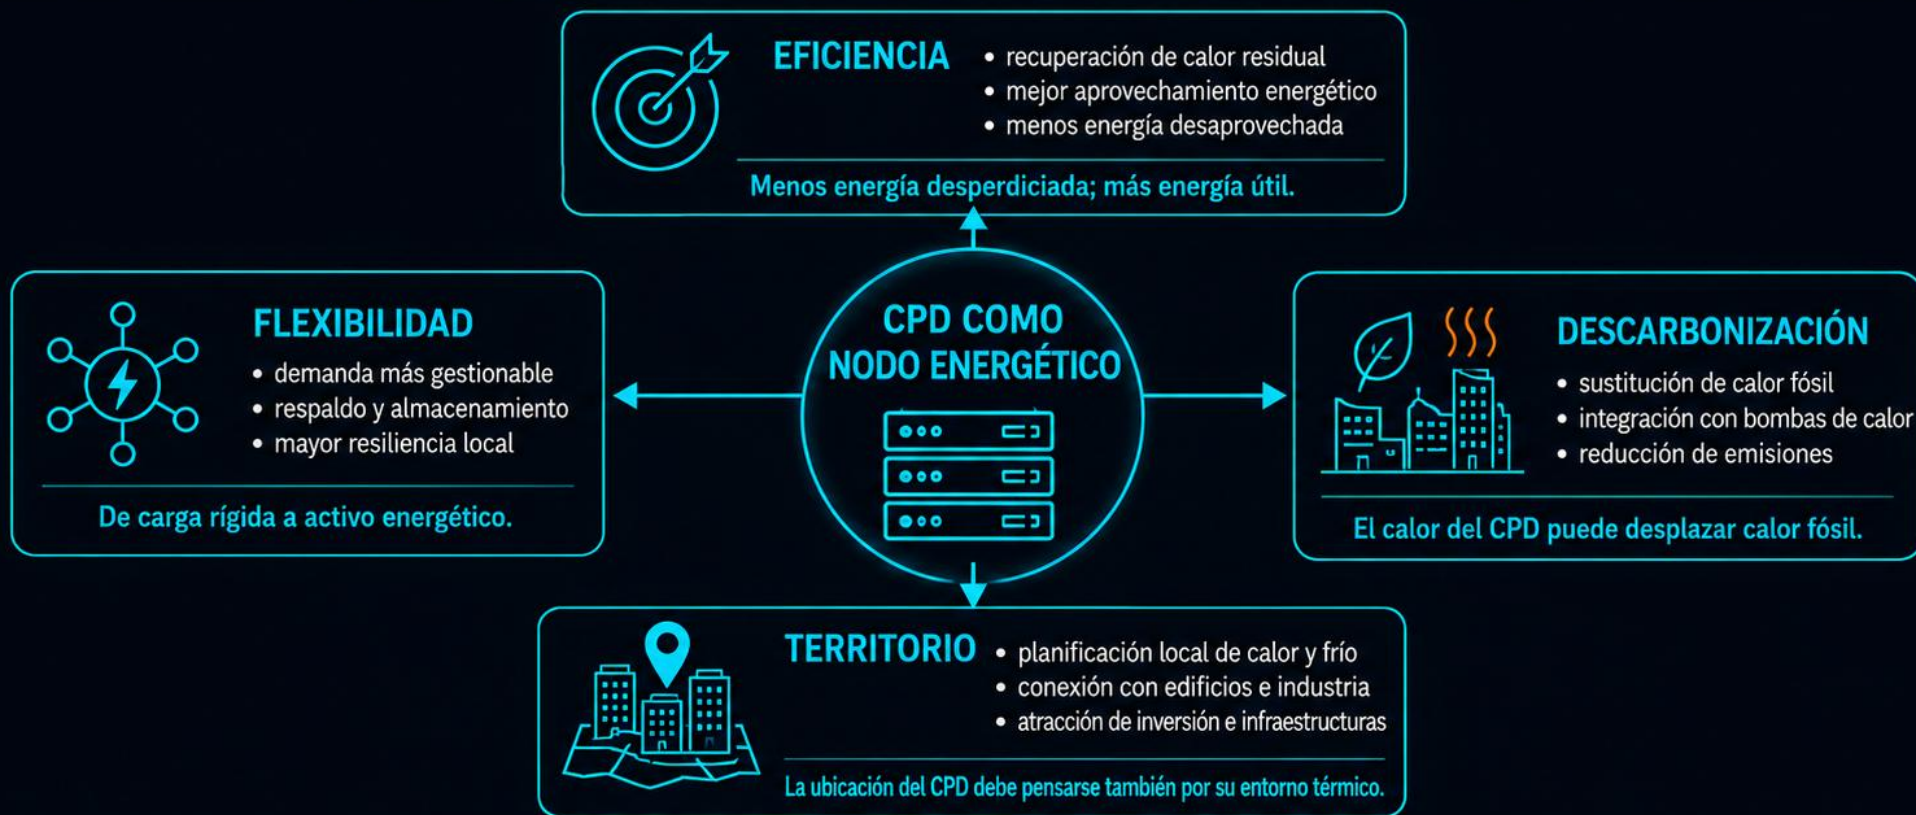 EFICIENCIA
• recuperación de calor residual
• mejor aprovechamiento energético
• menos energía desaprovechada
Menos energía desperdiciada; más energía útil.
FLEXIBILIDAD
• demanda más gestionable
• respaldo y almacenamiento
• mayor resiliencia local
De carga rígida a activo energético.
CPD COMO
NODO ENERGÉTICO
DESCARBONIZACIÓN
• sustitución de calor fósil
• integración con bombas de calor
• reducción de emisiones
El calor del CPD puede desplazar calor fósil.
TERRITORIO
• planificación local de calor y frío
• conexión con edificios e industria
• atracción de inversión e infraestructuras
La ubicación del CPD debe pensarse también por su entorno térmico.